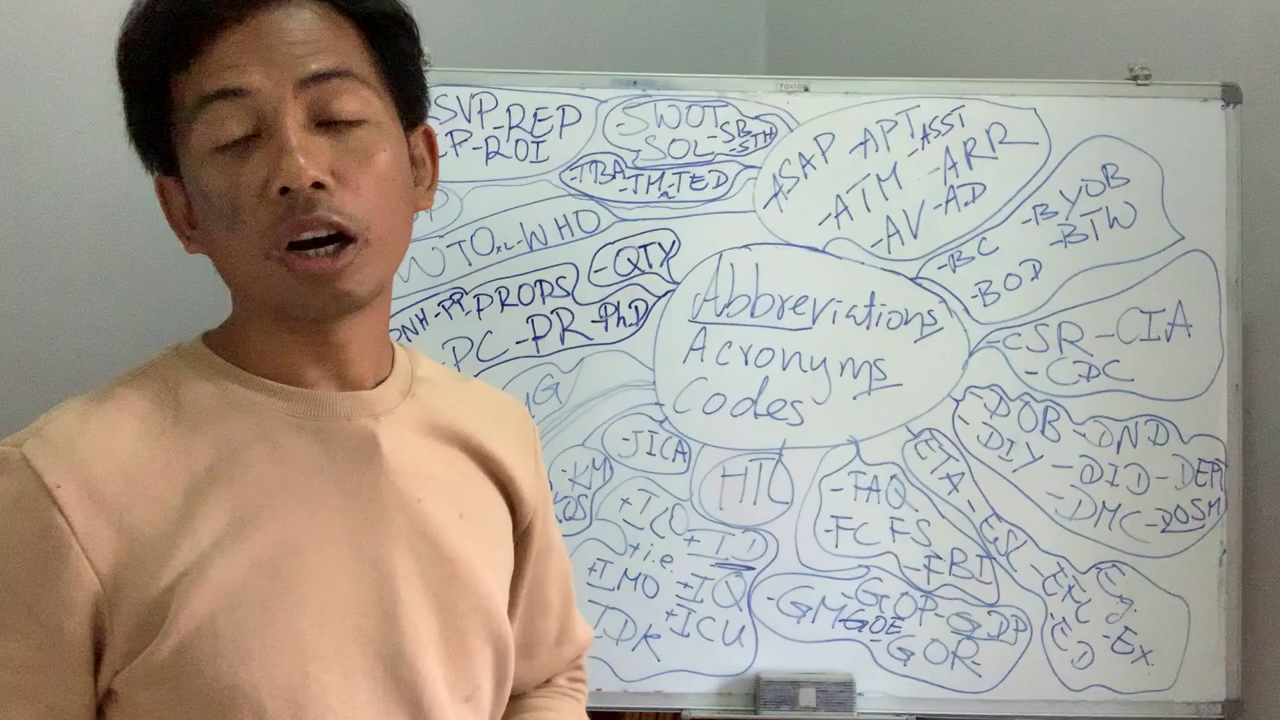 SVP-REP
P-ROI
SWOT
SOL-SB
-STH
-TBA
-TM-TED
ASAP -APT-ASST
-ATM -ARR
-AV-AD
-BYOB
-BC -BTW
-BOD
WTO -WHO
-QTY
-PP-PROPS
-PC-PR-Ph.D
Abbreviations
Acronyms
Codes
-CSR-CIA
-CDC
-DOB -DND
-DIY -DID-DEPT
-DMC
-JICA
HTL
-KM
-FAQ
-FCFS
-FBI
ETA-ESL
-ETC
E.g.
-ED
-Ex.
+i.e. +ID
+IMO +IQ
IDK +ICU
-GM-GOP-GDP
-GOE
-GOR